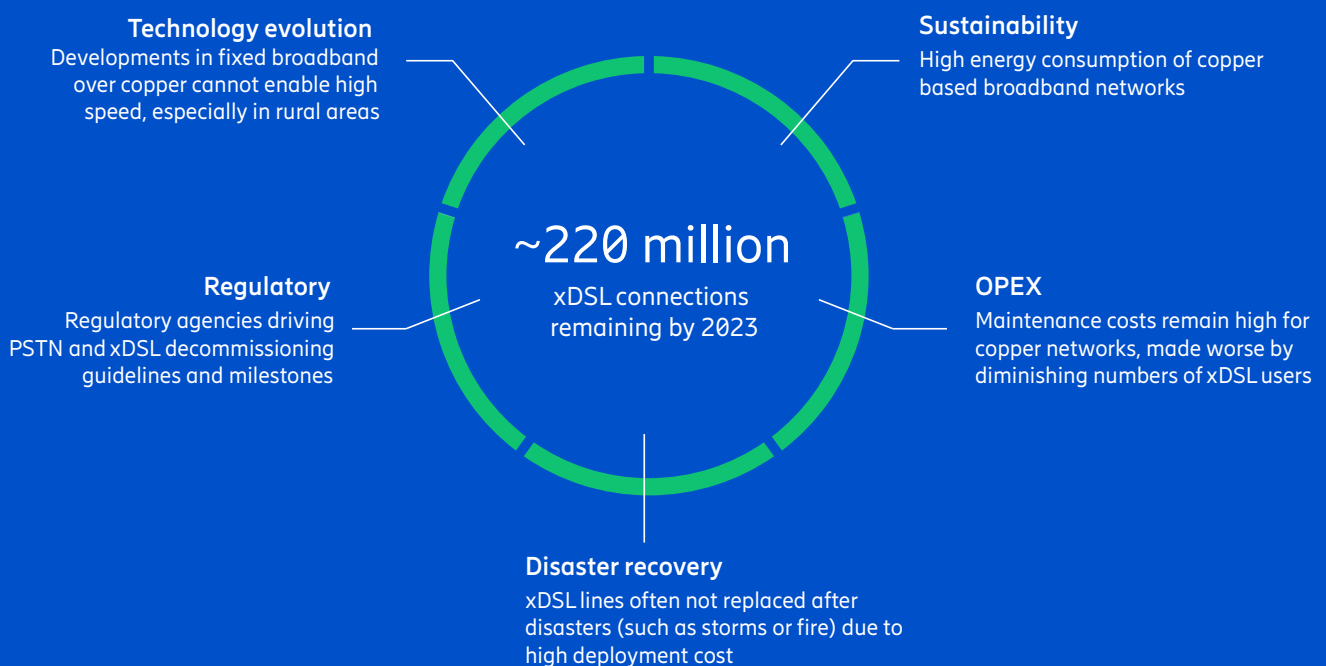 Technology evolution
Developments in fixed broadband
over copper cannot enable high
speed, especially in rural areas
Sustainability
High energy consumption of copper
based broadband networks
~220 million
xDSL connections
remaining by 2023
Regulatory
Regulatory agencies driving
PSTN and xDSL decommissioning
guidelines and milestones
OPEX
Maintenance costs remain high for
copper networks, made worse by
diminishing numbers of xDSL users
Disaster recovery
xDSL lines often not replaced after
disasters (such as storms or fire) due to
high deployment cost